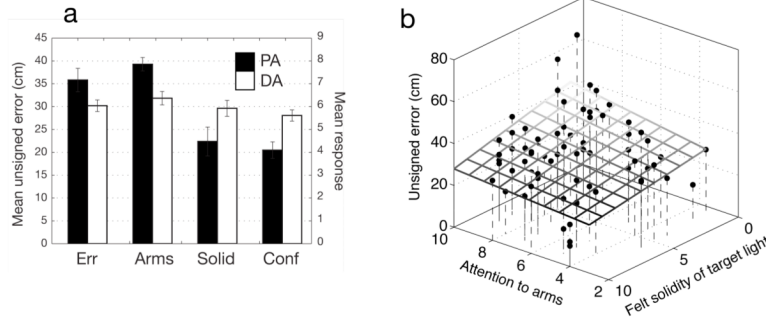 a
45
40
35
30
25
20
15
10
5
0
Mean unsigned error (cm)
9
8
7
6
5
4
3
2
1
0
Mean response
PA
DA
Err Arms Solid Conf
b
80
60
40
20
0
Unsigned error (cm)
10 8 6 4 2
Attention to arms
10 5 0
Felt solidity of target light